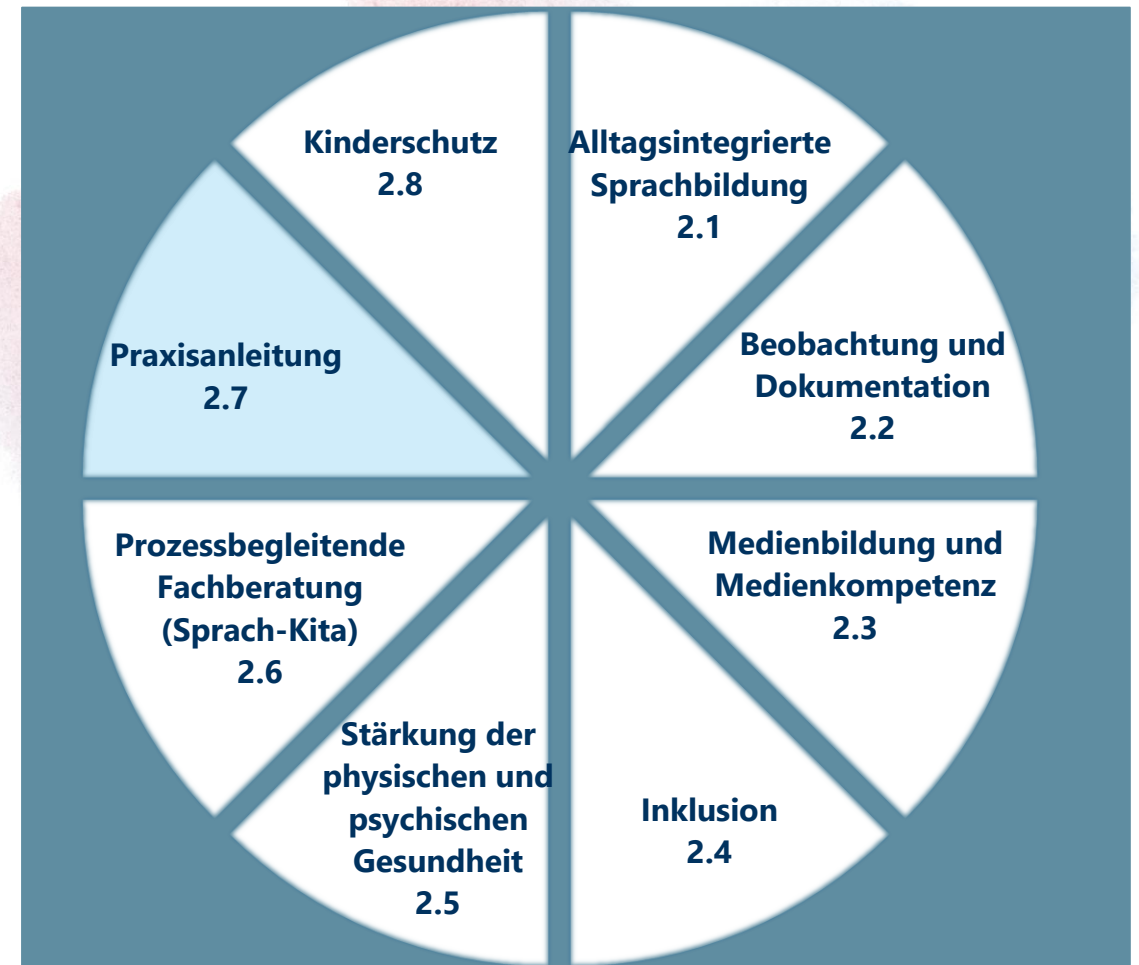 Kinderschutz
2.8
Alltagsintegrierte
Sprachbildung
2.1
Beobachtung und
Dokumentation
2.2
Medienbildung und
Medienkompetenz
2.3
Inklusion
2.4
Stärkung der
physischen und
psychischen
Gesundheit
2.5
Prozessbegleitende
Fachberatung
(Sprach-Kita)
2.6
Praxisanleitung
2.7